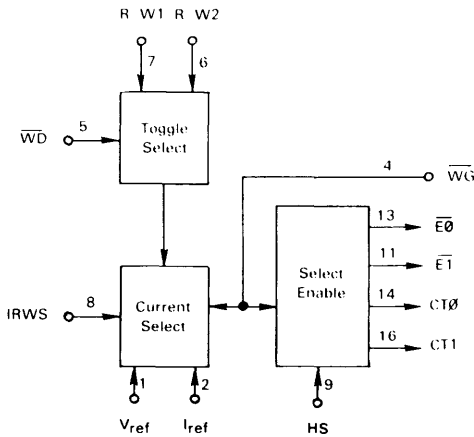 R W1 R W2
7 6
WD 5 Toggle
Select
4 WG
13 E0
11 E1
Select
Enable
14 CT0
16 CT1
IRWS 8 Current
Select
1 2 9
Vref Iref HS